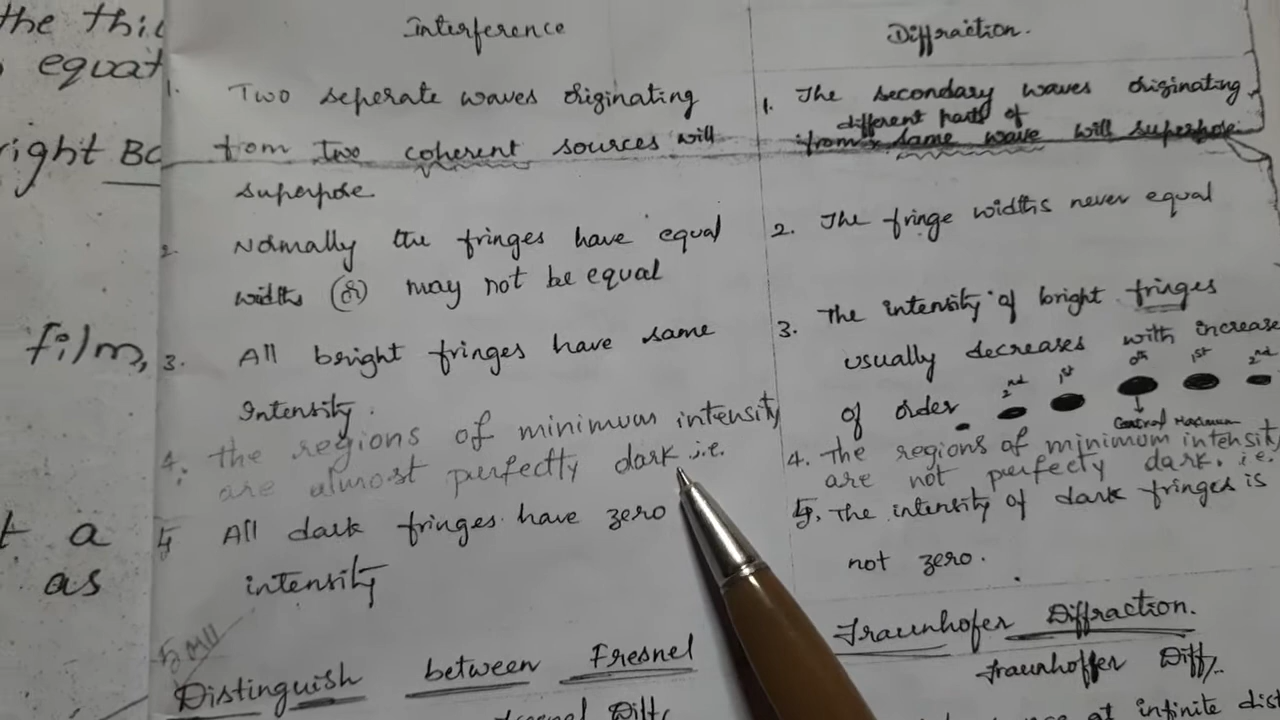 the thi
equat
right Bo
film,
t a
as
Interference
1. Two seperate waves originating
from two coherent sources will
superpose
2. Normally the fringes have equal
widths (or) may not be equal
3. All bright fringes have same
Intensity.
4. the regions of minimum intensity
are almost perfectly dark i.e.
5 All dark fringes have zero
intensity
Diffraction.
1. The secondary waves originating
different parts of
from same wave will superpose.
2. The fringe widths never equal
3. The intensity of bright fringes
usually decreases with increase
of order
2nd 1st 0th 1st 2nd
Central Maximum
4. The regions of minimum intensity
are not perfectly dark. i.e.
5. The intensity of dark fringes is
not zero.
5M
Distinguish between Fresnel
Fraunhofer Diffraction.
Diff
Fraunhoffer Diff.
at infinite dist